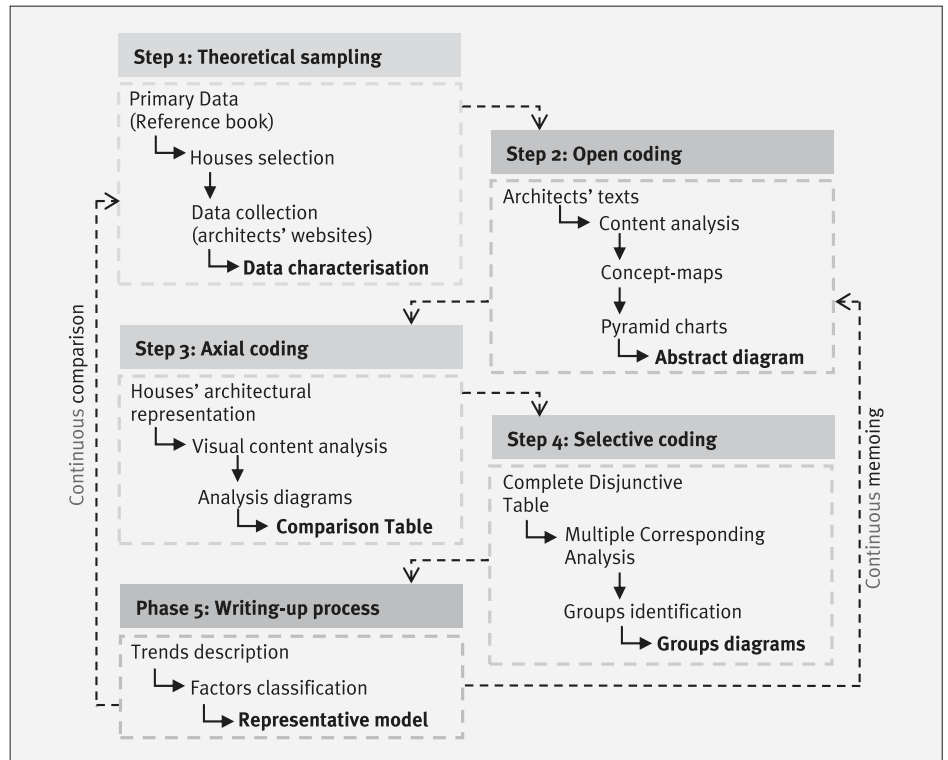 Step 1: Theoretical sampling
Primary Data
(Reference book)
Houses selection
Data collection
(architects' websites)
Data characterisation
Step 2: Open coding
Architects' texts
Content analysis
Concept-maps
Pyramid charts
Abstract diagram
Step 3: Axial coding
Houses' architectural
representation
Visual content analysis
Analysis diagrams
Comparison Table
Step 4: Selective coding
Complete Disjunctive
Table
Multiple Corresponding
Analysis
Groups identification
Groups diagrams
Phase 5: Writing-up process
Trends description
Factors classification
Representative model
Continuous comparison
Continuous memoing